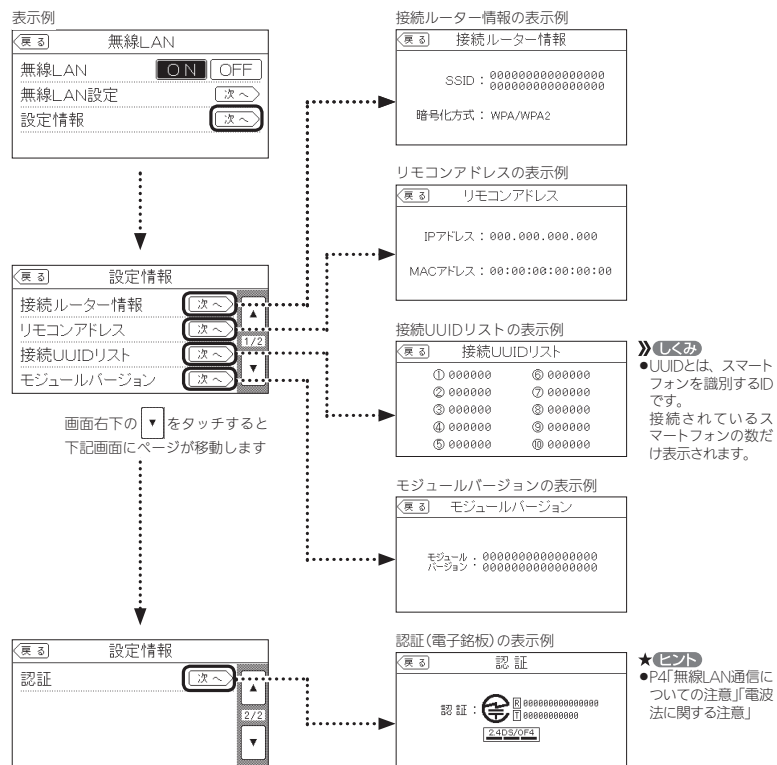 表示例
戻る 無線LAN
無線LAN ON OFF
無線LAN設定 次へ
設定情報 次へ
戻る 設定情報
接続ルーター情報 次へ
リモコンアドレス 次へ
接続UUIDリスト 次へ
モジュールバージョン 次へ
▲
1/2
▼
画面右下の ▼ をタッチすると
下記画面にページが移動します
戻る 設定情報
認証 次へ
▲
2/2
▼
接続ルーター情報の表示例
戻る 接続ルーター情報
SSID : 0000000000000000
0000000000000000
暗号化方式 : WPA/WPA2
リモコンアドレスの表示例
戻る リモコンアドレス
IPアドレス : 000.000.000.000
MACアドレス : 00:00:00:00:00:00
接続UUIDリストの表示例
戻る 接続UUIDリスト
① 000000 ⑥ 000000
② 000000 ⑦ 000000
③ 000000 ⑧ 000000
④ 000000 ⑨ 000000
⑤ 000000 ⑩ 000000
しくみ
●UUIDとは、スマート
フォンを識別するID
です。
接続されているス
マートフォンの数だ
け表示されます。
モジュールバージョンの表示例
戻る モジュールバージョン
モジュール : 0000000000000000
バージョン 0000000000000000
認証(電子銘板)の表示例
戻る 認証
認証 : R 000000000000000
T 00000000000
2.4DS/OF4
★ヒント
●P4「無線LAN通信に
ついての注意」「電波
法に関する注意」